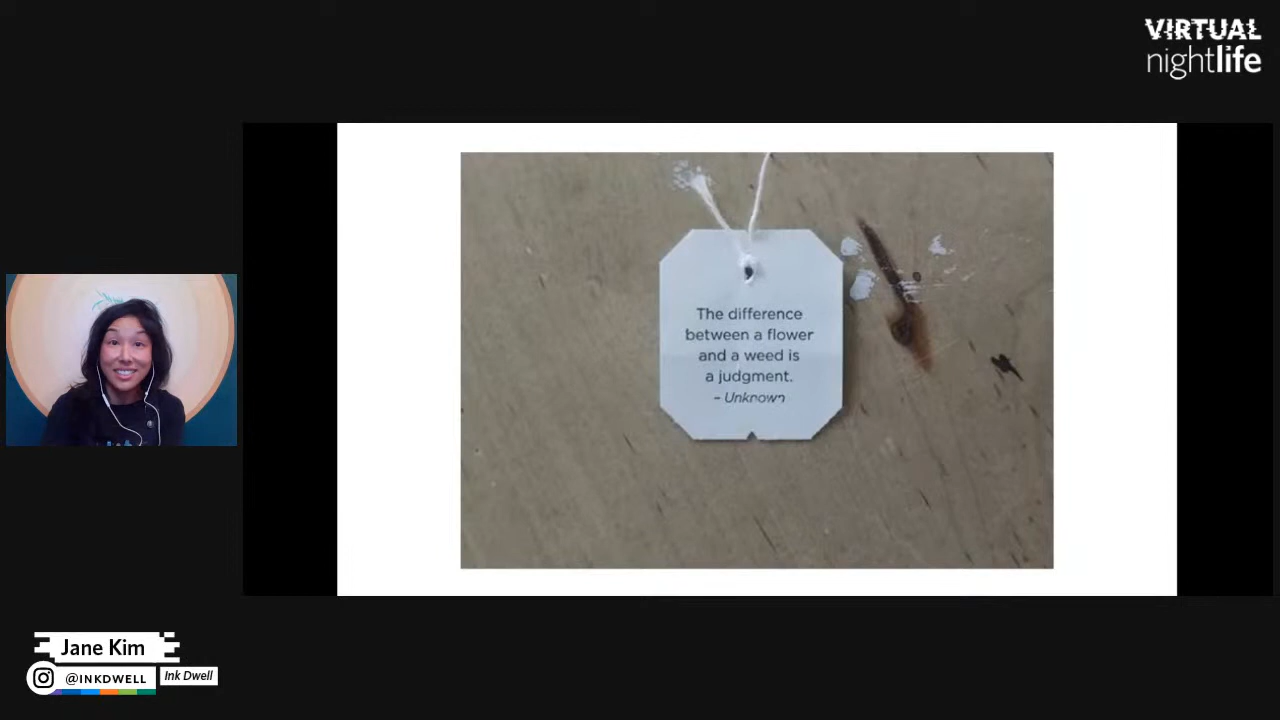 VIRTUAL
nightlife
The difference
between a flower
and a weed is
a judgment.
– Unknown
Jane Kim
@INKDWELL
Ink Dwell